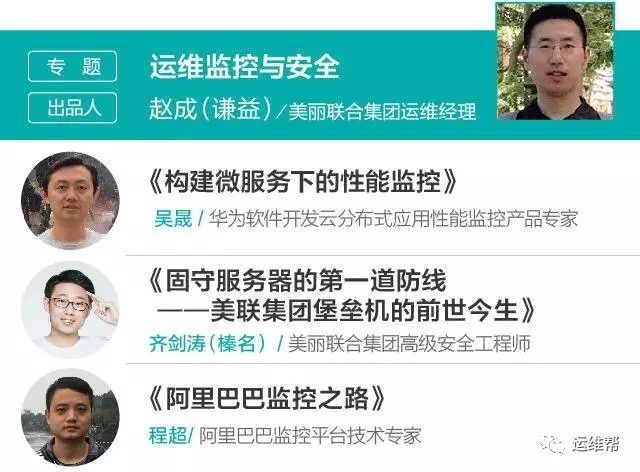 专 题
运维监控与安全
出品人
赵成(谦益)/美丽联合集团运维经理
《构建微服务下的性能监控》
吴晟 / 华为软件开发云分布式应用性能监控产品专家
《固守服务器的第一道防线
——美联集团堡垒机的前世今生》
齐剑涛(榛名) / 美丽联合集团高级安全工程师
《阿里巴巴监控之路》
程超/ 阿里巴巴监控平台技术专家
运维帮